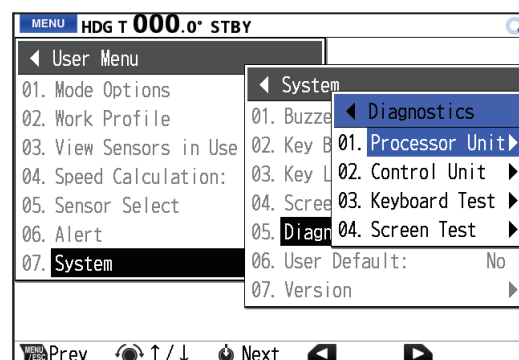 MENU HDG T 000.0° STBY
User Menu
01. Mode Options
02. Work Profile
03. View Sensors in Use
04. Speed Calculation:
05. Sensor Select
06. Alert
07. System
System
01. Buzze
02. Key B
03. Key L
04. Scree
05. Diagn
06. User Default: No
07. Version
Diagnostics
01. Processor Unit
02. Control Unit
03. Keyboard Test
04. Screen Test
MENU/ESC Prev ↑/↓ Next